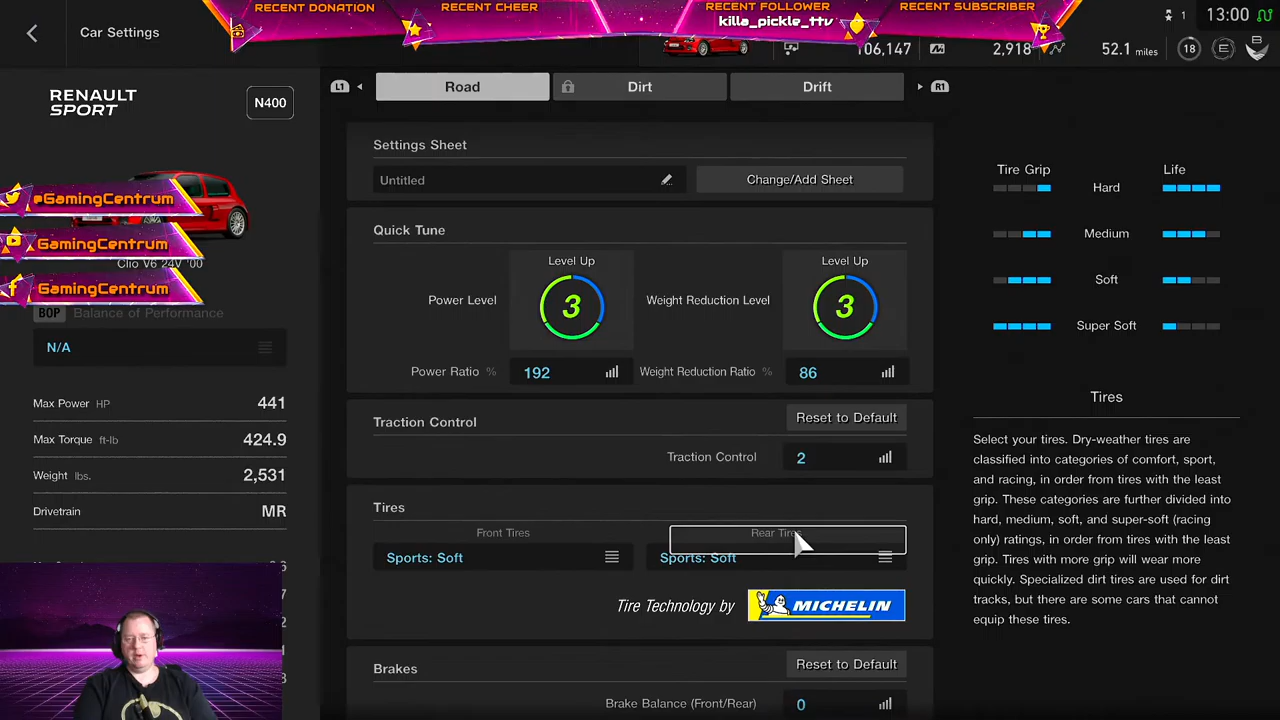 RECENT DONATION
RECENT CHEER
RECENT FOLLOWER
killa_pickle_ttv
RECENT SUBSCRIBER
1
13:00
Car Settings
106,147
2,918
52.1 miles
18
E
B
RENAULT
SPORT
N400
L1
Road
Dirt
Drift
R1
@GamingCentrum
GamingCentrum
Clio V6 24V '00
GamingCentrum
BOP Balance of Performance
N/A
Max Power HP 441
Max Torque ft-lb 424.9
Weight lbs. 2,531
Drivetrain MR
Settings Sheet
Untitled
Change/Add Sheet
Quick Tune
Level Up
Level Up
Power Level
3
Weight Reduction Level
3
Power Ratio % 192
Weight Reduction Ratio % 86
Traction Control
Reset to Default
Traction Control 2
Tires
Front Tires
Rear Tires
Sports: Soft
Sports: Soft
Tire Technology by
MICHELIN
Brakes
Reset to Default
Brake Balance (Front/Rear) 0
Tire Grip
Life
Hard
Medium
Soft
Super Soft
Tires
Select your tires. Dry-weather tires are
classified into categories of comfort, sport,
and racing, in order from tires with the least
grip. These categories are further divided into
hard, medium, soft, and super-soft (racing
only) ratings, in order from tires with the least
grip. Tires with more grip will wear more
quickly. Specialized dirt tires are used for dirt
tracks, but there are some cars that cannot
equip these tires.